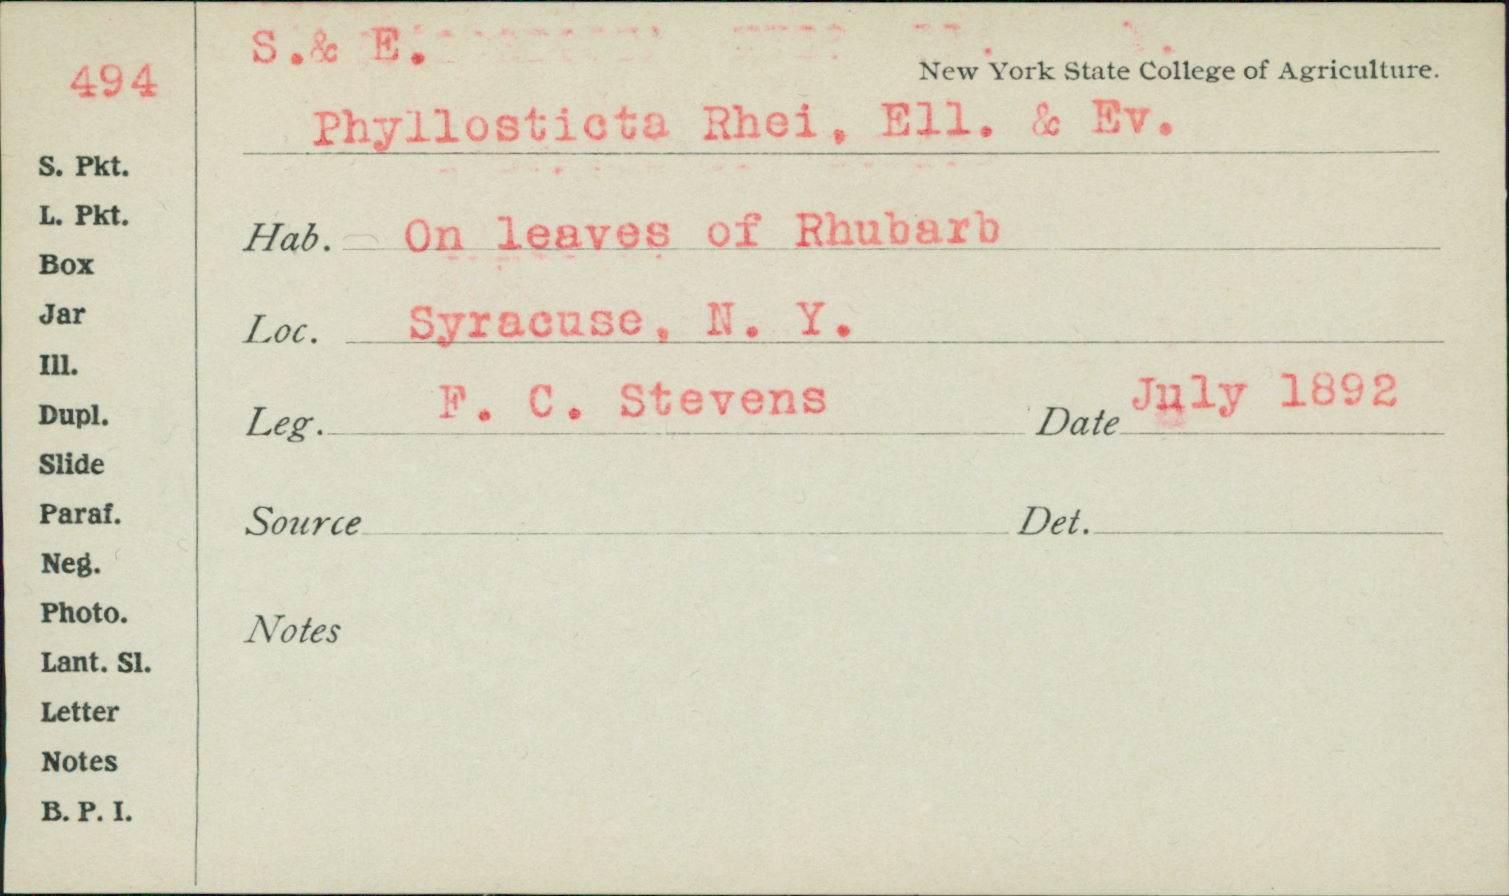 S.& E.
New York State College of Agriculture.
494
Phyllosticta Rhei, Ell. & Ev.
S. Pkt.
L. Pkt.
Hab. On leaves of Rhubarb
Box
Jar
Loc. Syracuse, N. Y.
Ill.
Dupl.
Leg. F. C. Stevens Date July 1892
Slide
Paraf.
Source Det.
Neg.
Photo.
Notes
Lant. Sl.
Letter
Notes
B. P. I.